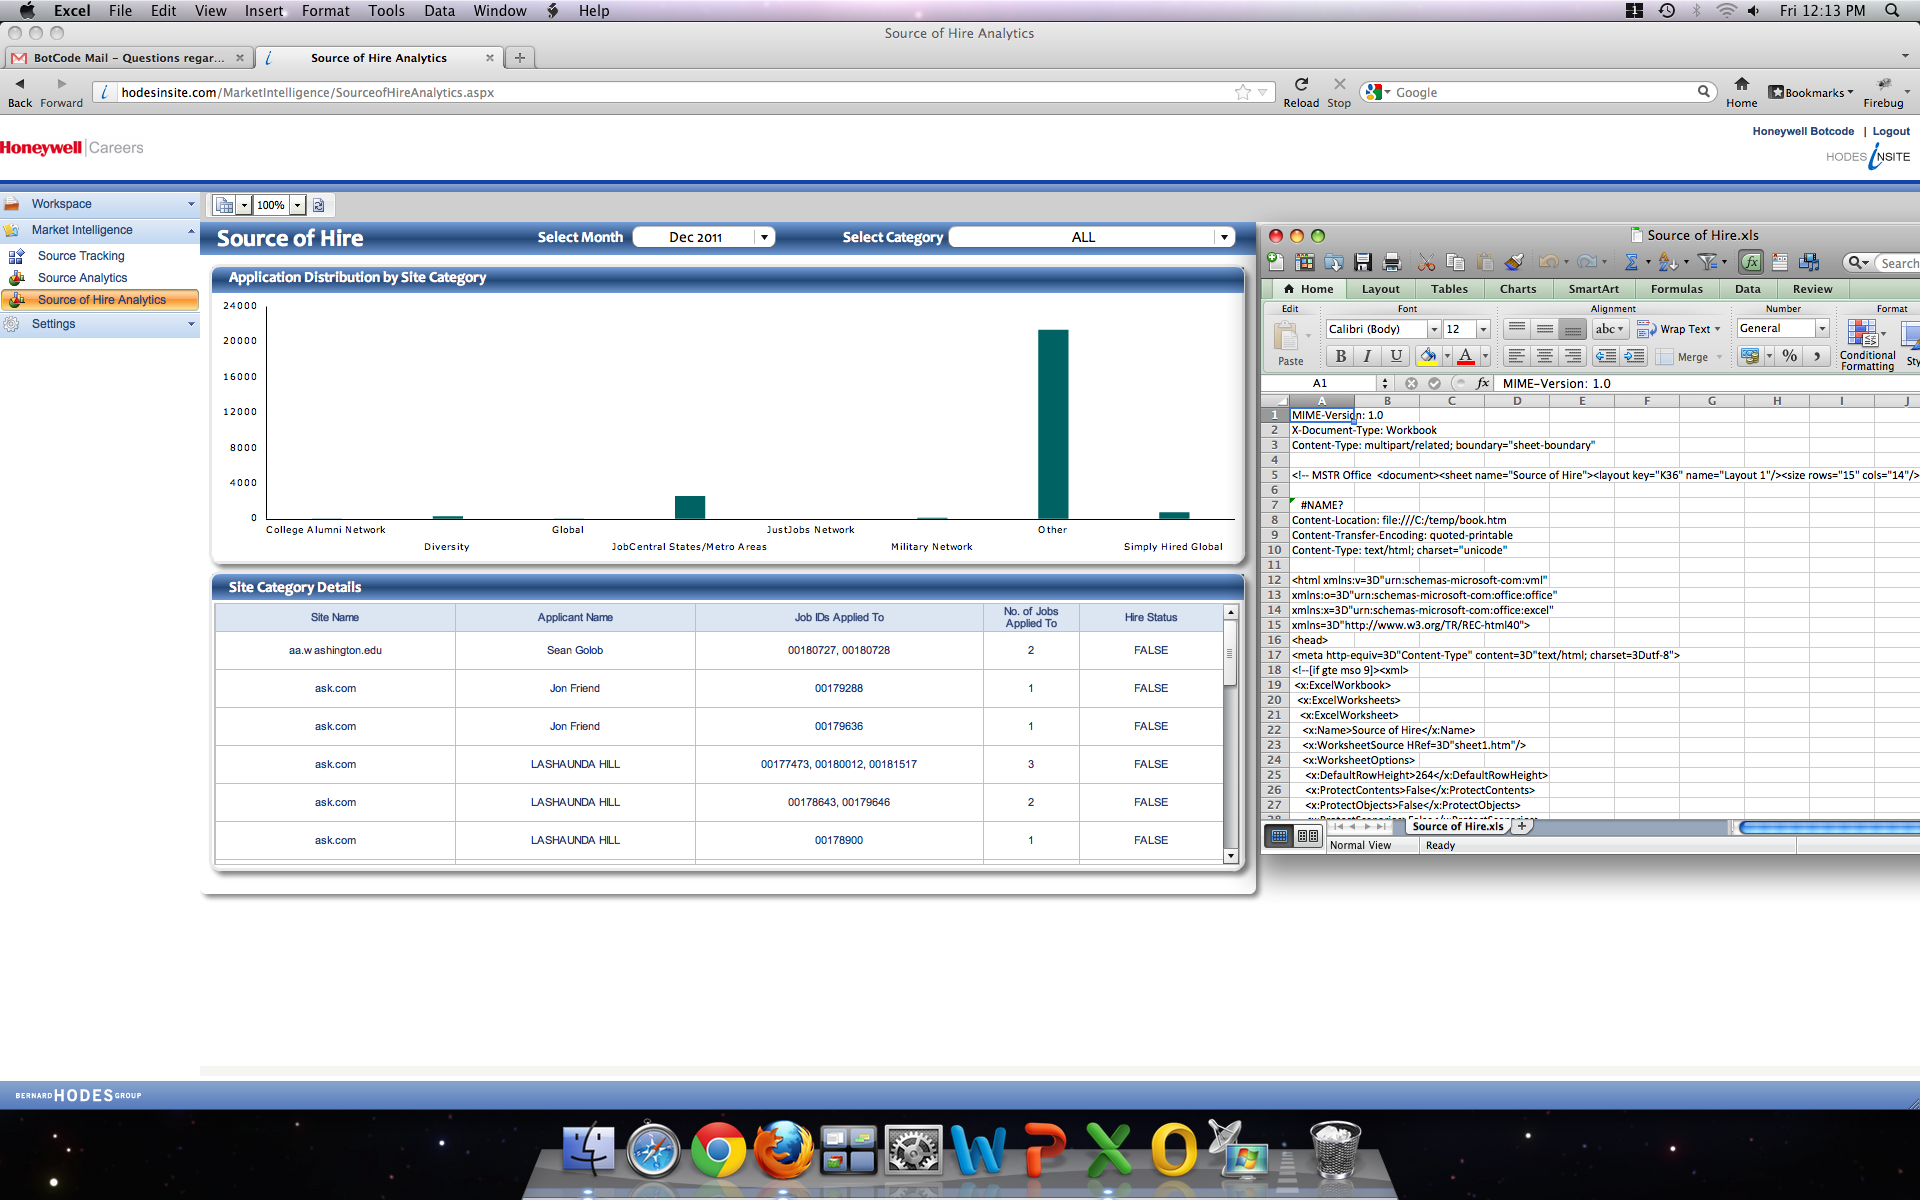 Excel File Edit View Insert Format Tools Data Window Help
Fri 12:13 PM
Source of Hire Analytics
BotCode Mail – Questions regar...
Source of Hire Analytics
Back Forward
hodesinsite.com/MarketIntelligence/SourceofHireAnalytics.aspx
Reload Stop
Google
Home Bookmarks Firebug
Honeywell Careers
Honeywell Botcode | Logout
HODES iNSITE
Workspace
Market Intelligence
Source Tracking
Source Analytics
Source of Hire Analytics
Settings
100%
Source of Hire
Select Month Dec 2011
Select Category ALL
Application Distribution by Site Category
24000
20000
16000
12000
8000
4000
0
College Alumni Network
Diversity
Global
JobCentral States/Metro Areas
JustJobs Network
Military Network
Other
Simply Hired Global
Site Category Details
Site Name Applicant Name Job IDs Applied To No. of Jobs Applied To Hire Status
aa.washington.edu Sean Golob 00180727, 00180728 2 FALSE
ask.com Jon Friend 00179288 1 FALSE
ask.com Jon Friend 00179636 1 FALSE
ask.com LASHAUNDA HILL 00177473, 00180012, 00181517 3 FALSE
ask.com LASHAUNDA HILL 00178643, 00179646 2 FALSE
ask.com LASHAUNDA HILL 00178900 1 FALSE
Source of Hire.xls
Search
Home Layout Tables Charts SmartArt Formulas Data Review
Edit Font Alignment Number Format
Calibri (Body) 12 abc Wrap Text General
Paste B I U A Merge % Conditional Formatting Sty
A1 fx MIME-Version: 1.0
A B C D E F G H I J
1 MIME-Version: 1.0
2 X-Document-Type: Workbook
3 Content-Type: multipart/related; boundary="sheet-boundary"
4
5 <!-- MSTR Office <document><sheet name="Source of Hire"><layout key="K36" name="Layout 1"/><size rows="15" cols="14"/>
6
7 #NAME?
8 Content-Location: file:///C:/temp/book.htm
9 Content-Transfer-Encoding: quoted-printable
10 Content-Type: text/html; charset="unicode"
11
12 <html xmlns:v=3D"urn:schemas-microsoft-com:vml"
13 xmlns:o=3D"urn:schemas-microsoft-com:office:office"
14 xmlns:x=3D"urn:schemas-microsoft-com:office:excel"
15 xmlns=3D"http://www.w3.org/TR/REC-html40">
16 <head>
17 <meta http-equiv=3D"Content-Type" content=3D"text/html; charset=3Dutf-8">
18 <!--[if gte mso 9]><xml>
19 <x:ExcelWorkbook>
20 <x:ExcelWorksheets>
21 <x:ExcelWorksheet>
22 <x:Name>Source of Hire</x:Name>
23 <x:WorksheetSource HRef=3D"sheet1.htm"/>
24 <x:WorksheetOptions>
25 <x:DefaultRowHeight>264</x:DefaultRowHeight>
26 <x:ProtectContents>False</x:ProtectContents>
27 <x:ProtectObjects>False</x:ProtectObjects>
Source of Hire.xls
Normal View Ready
BERNARD HODES GROUP